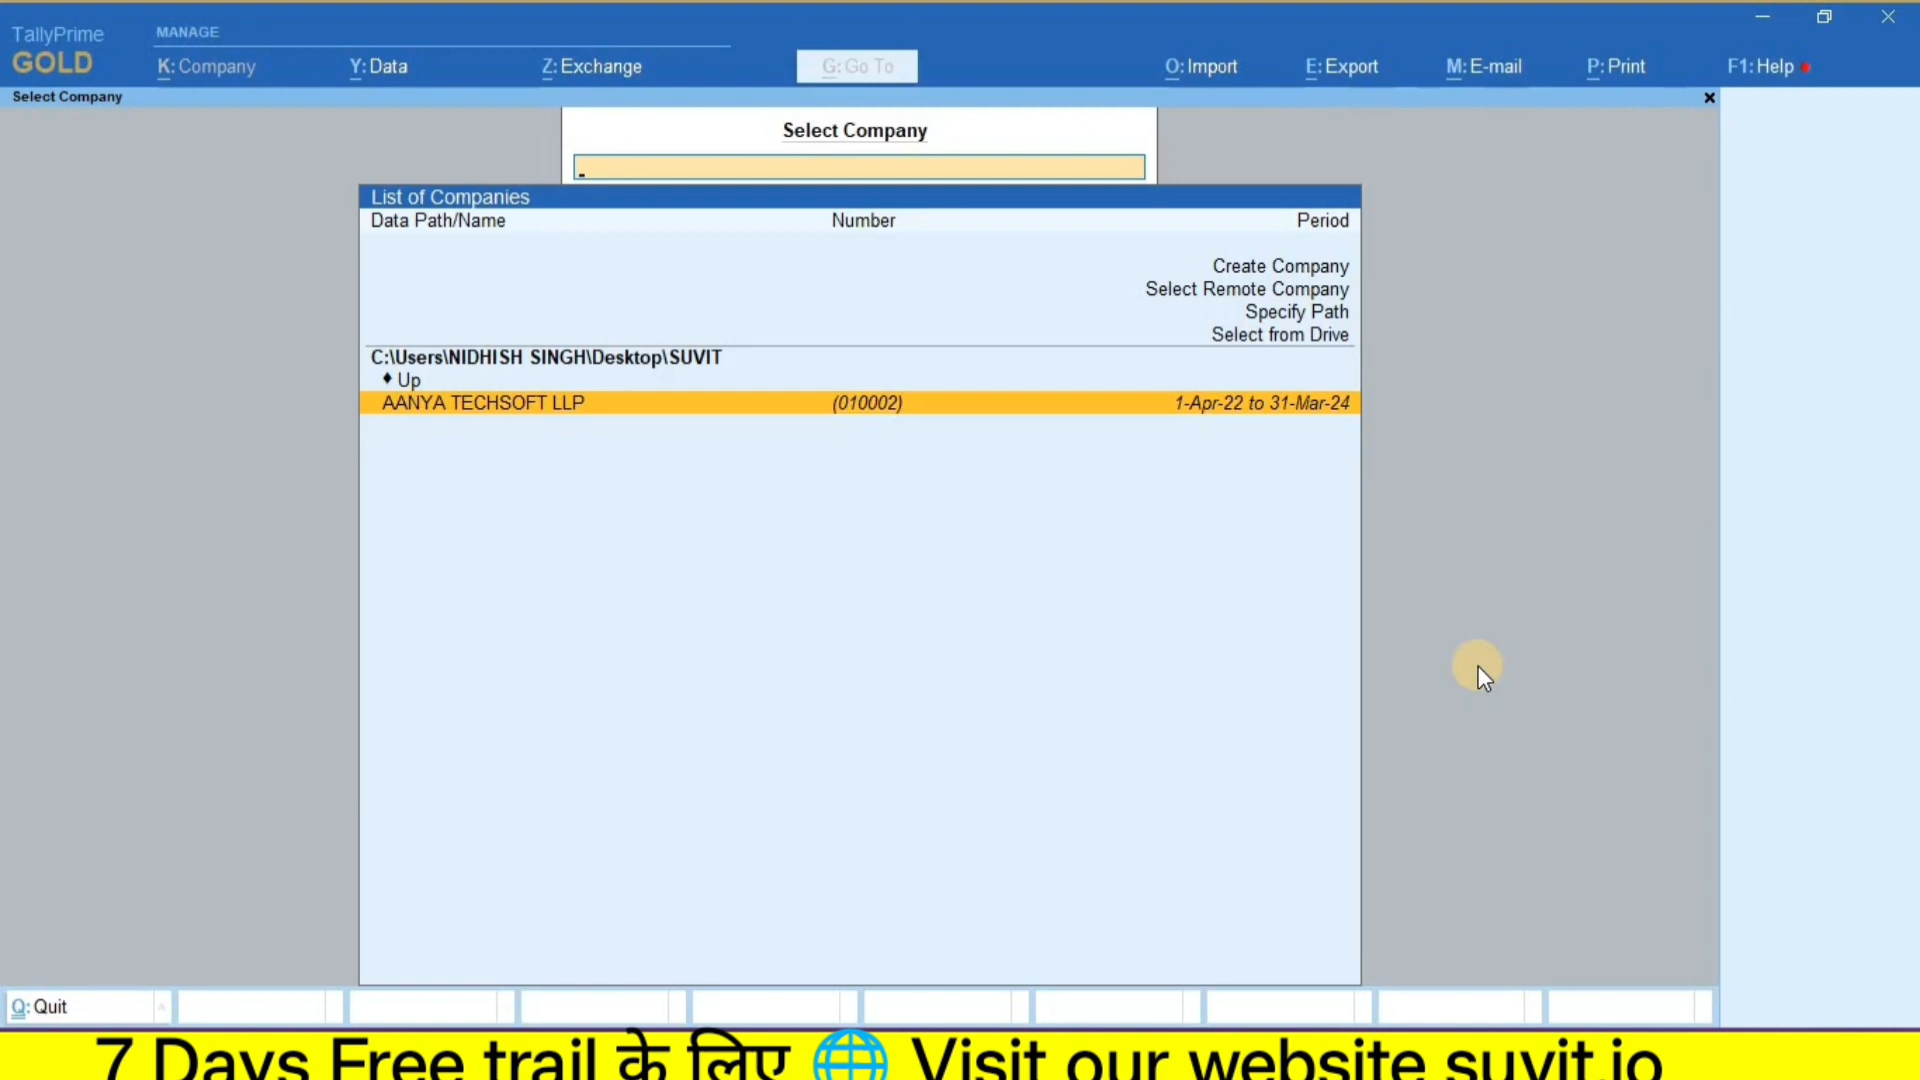 TallyPrime
GOLD
MANAGE
K: Company
Y: Data
Z: Exchange
G: Go To
O: Import
E: Export
M: E-mail
P: Print
F1: Help
Select Company
Select Company
List of Companies
Data Path/Name Number Period
Create Company
Select Remote Company
Specify Path
Select from Drive
C:\Users\NIDHISH SINGH\Desktop\SUVIT
♦ Up
AANYA TECHSOFT LLP (010002) 1-Apr-22 to 31-Mar-24
Q: Quit
7 Days Free trail के लिए 🌐 Visit our website suvit.io